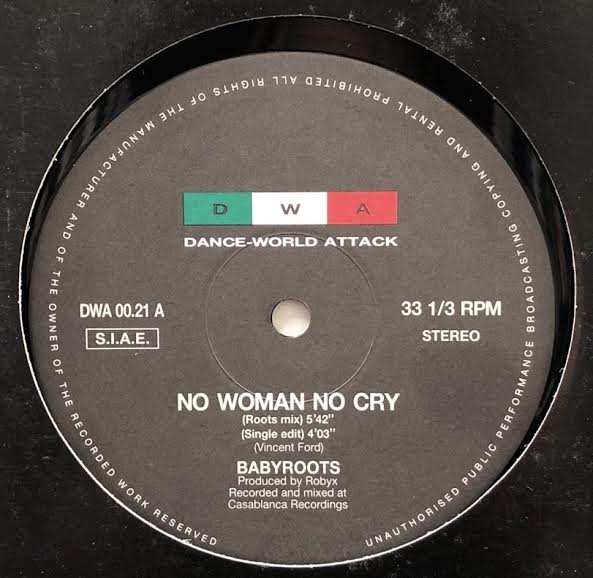 ALL RIGHTS OF THE MANUFACTURER AND OF THE OWNER OF THE RECORDED WORK RESERVED
UNAUTHORISED PUBLIC PERFORMANCE BROADCASTING COPYING AND RENTAL PROHIBITED
D W A
DANCE-WORLD ATTACK
DWA 00.21 A
S.I.A.E.
33 1/3 RPM
STEREO
NO WOMAN NO CRY
(Roots mix) 5'42"
(Single edit) 4'03"
(Vincent Ford)
BABYROOTS
Produced by Robyx
Recorded and mixed at
Casablanca Recordings